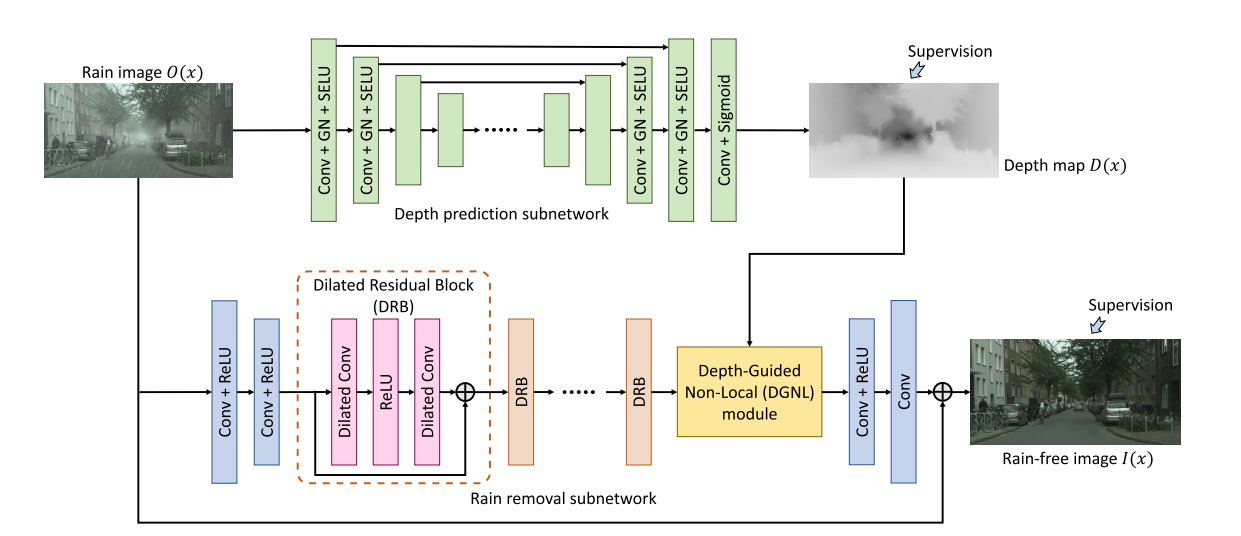 Rain image O(x)
Conv + GN + SELU
Conv + GN + SELU
Conv + GN + SELU
Conv + GN + SELU
Conv + Sigmoid
Supervision
Depth map D(x)
Depth prediction subnetwork
Dilated Residual Block
(DRB)
Conv + ReLU
Conv + ReLU
Dilated Conv
ReLU
Dilated Conv
DRB
DRB
Depth-Guided
Non-Local (DGNL)
module
Conv + ReLU
Conv
Supervision
Rain-free image I(x)
Rain removal subnetwork